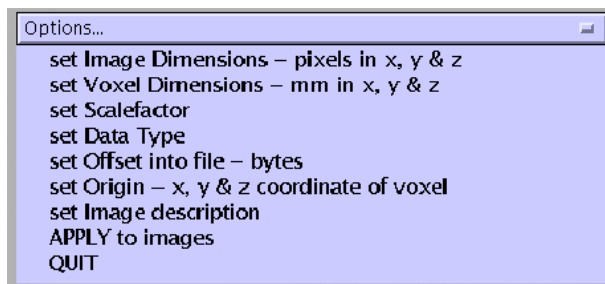 Options...
set Image Dimensions – pixels in x, y & z
set Voxel Dimensions – mm in x, y & z
set Scalefactor
set Data Type
set Offset into file – bytes
set Origin – x, y & z coordinate of voxel
set Image description
APPLY to images
QUIT